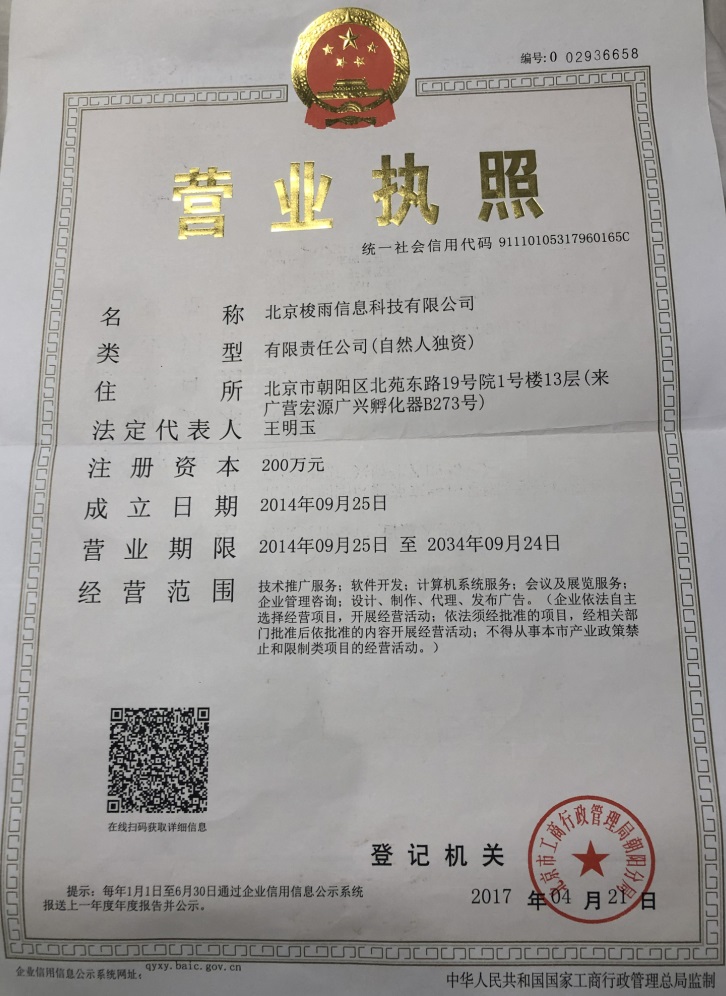 编号:0 02936658
营业执照
统一社会信用代码 91110105317960165C
名称 北京梭雨信息科技有限公司
类型 有限责任公司(自然人独资)
住所 北京市朝阳区北苑东路19号院1号楼13层(来
广营宏源广兴孵化器B273号)
法定代表人 王明玉
注册资本 200万元
成立日期 2014年09月25日
营业期限 2014年09月25日 至 2034年09月24日
经营范围 技术推广服务；软件开发；计算机系统服务；会议及展览服务；
企业管理咨询；设计、制作、代理、发布广告。（企业依法自主
选择经营项目，开展经营活动；依法须经批准的项目，经相关部
门批准后依批准的内容开展经营活动；不得从事本市产业政策禁
止和限制类项目的经营活动。）
在线扫码获取详细信息
登记机关
北京市工商行政管理局朝阳分局
2017 年 04 月 21 日
提示：每年1月1日至6月30日通过企业信用信息公示系统
报送上一年度年度报告并公示。
企业信用信息公示系统网址： qyxy.baic.gov.cn
中华人民共和国国家工商行政管理总局监制